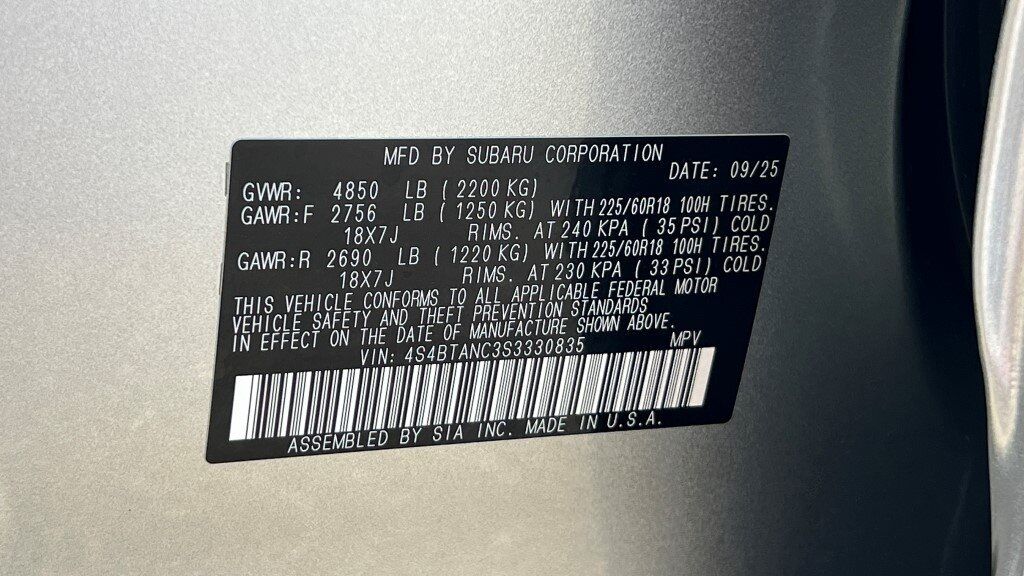 MFD BY SUBARU CORPORATION
DATE: 09/25
GVWR: 4850 LB ( 2200 KG)
GAWR:F 2756 LB ( 1250 KG) WITH 225/60R18 100H TIRES.
18X7J RIMS. AT 240 KPA ( 35 PSI) COLD
GAWR:R 2690 LB ( 1220 KG) WITH 225/60R18 100H TIRES.
18X7J RIMS. AT 230 KPA ( 33 PSI) COLD
THIS VEHICLE CONFORMS TO ALL APPLICABLE FEDERAL MOTOR
VEHICLE SAFETY AND THEFT PREVENTION STANDARDS
IN EFFECT ON THE DATE OF MANUFACTURE SHOWN ABOVE.
VIN: 4S4BTANC3S3330835 MPV
ASSEMBLED BY SIA INC. MADE IN U.S.A.